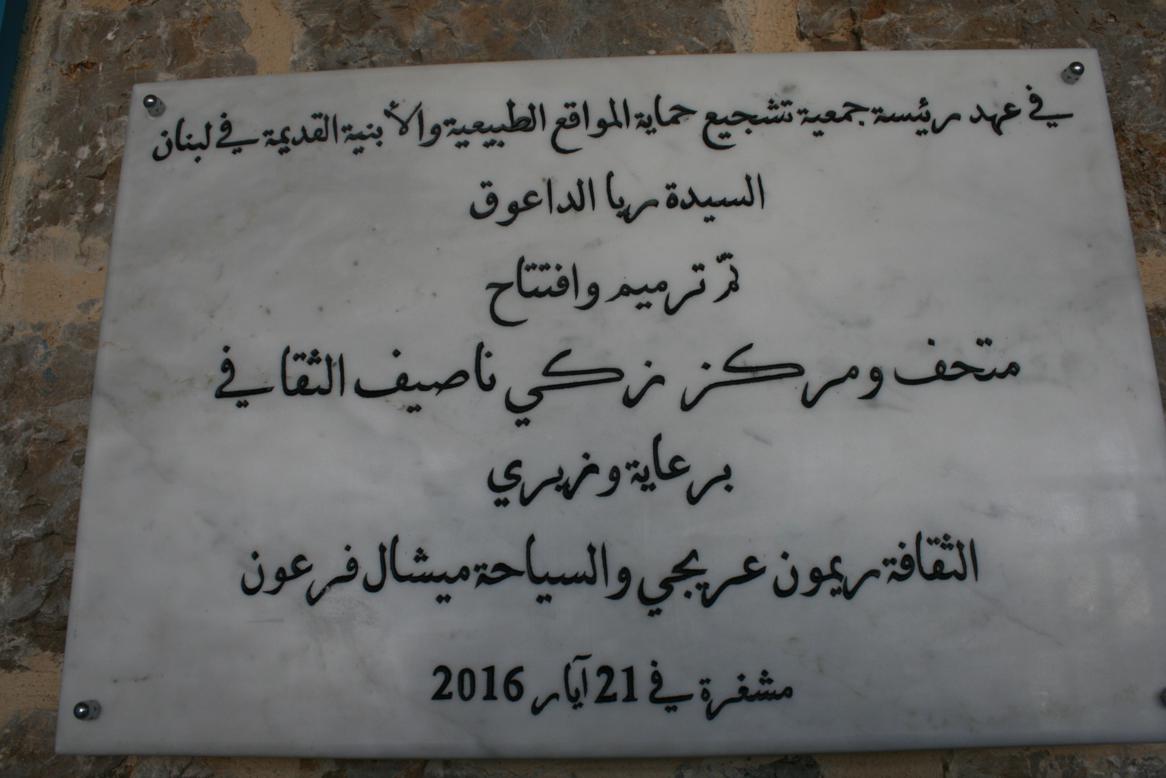 في عهد رئيسة جمعية تشجيع حماية المواقع الطبيعية والأبنية القديمة في لبنان
السيدة ريا الداعوق
تمّ ترميم وافتتاح
متحف ومركز زكي ناصيف الثقافي
برعاية وزيري
الثقافة ريمون عريجي والسياحة ميشال فرعون
مشغرة في 21 آيار 2016